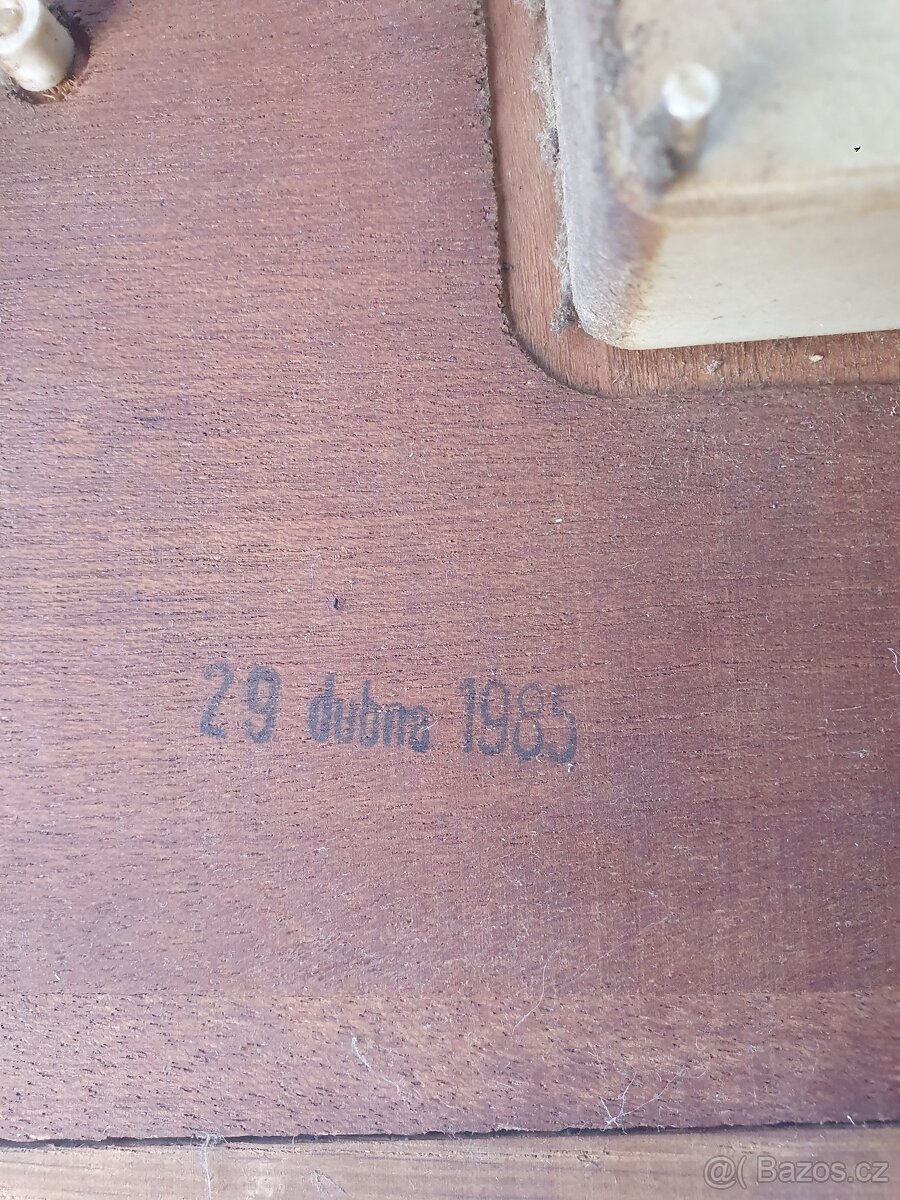 29 dubna 1985
@( Bazos.cz